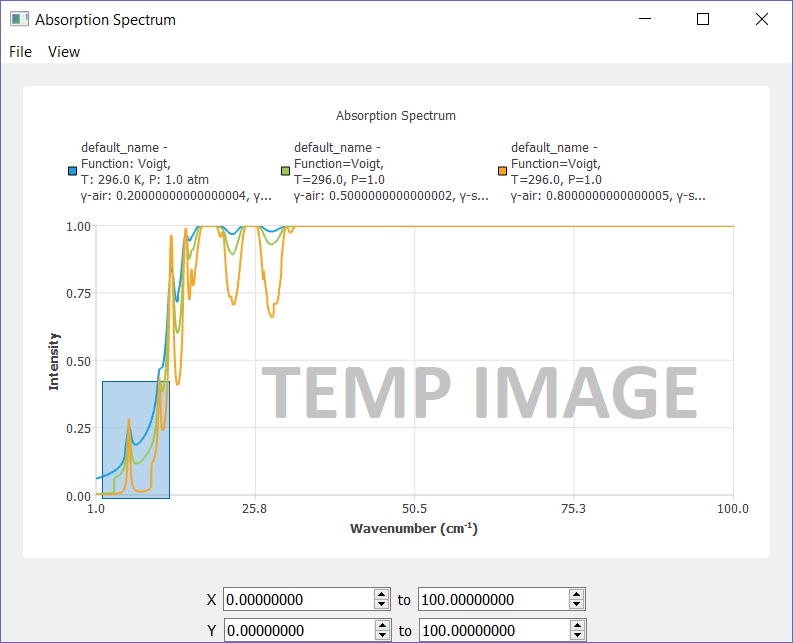 Absorption Spectrum
File View
Absorption Spectrum
default_name -
Function: Voigt,
T: 296.0 K, P: 1.0 atm
γ-air: 0.20000000000000004, γ...
default_name -
Function=Voigt,
T=296.0, P=1.0
γ-air: 0.5000000000000002, γ-s...
default_name -
Function=Voigt,
T=296.0, P=1.0
γ-air: 0.8000000000000005, γ-s...
1.00
0.75
0.50
0.25
0.00
Intensity
TEMP IMAGE
1.0 25.8 50.5 75.3 100.0
Wavenumber (cm⁻¹)
X 0.00000000 to 100.00000000
Y 0.00000000 to 100.00000000